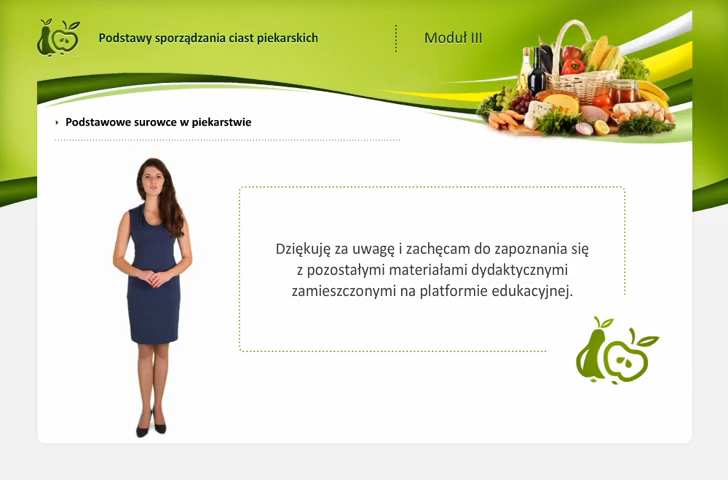 Podstawy sporządzania ciast piekarskich
Moduł III
Podstawowe surowce w piekarstwie
Dziękuję za uwagę i zachęcam do zapoznania się
z pozostałymi materiałami dydaktycznymi
zamieszczonymi na platformie edukacyjnej.